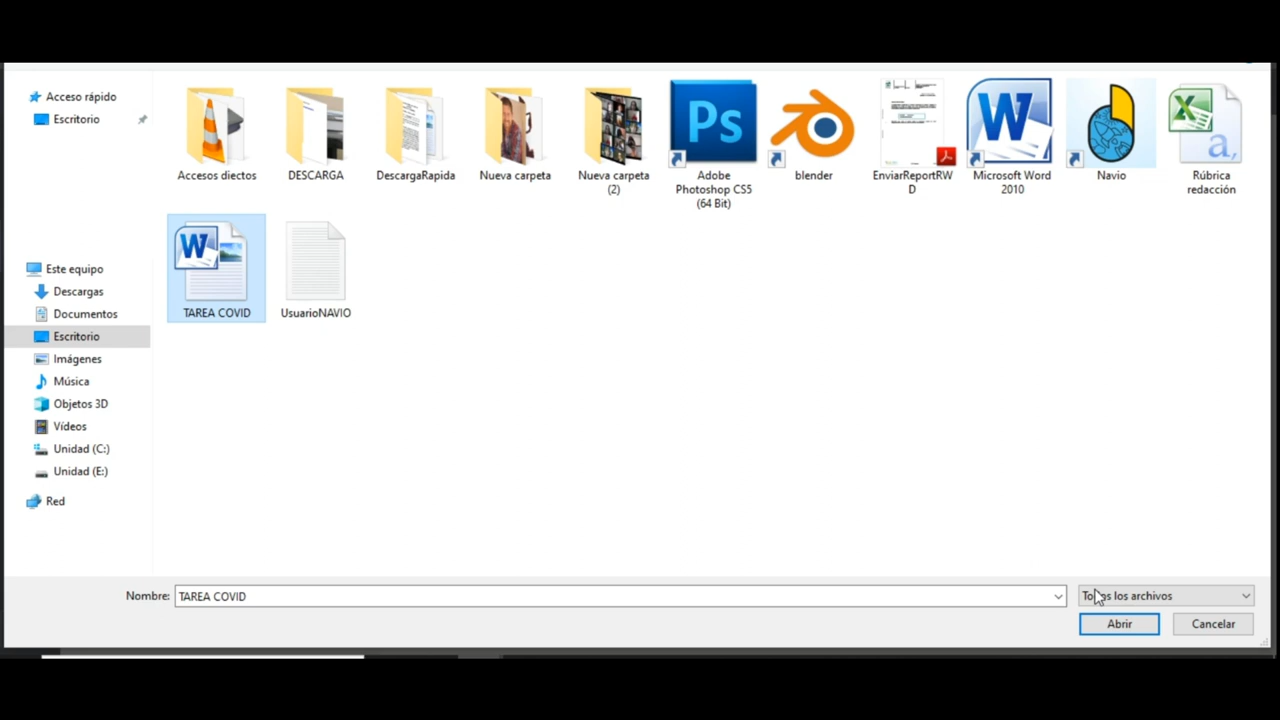 Acceso rápido
Escritorio
Este equipo
Descargas
Documentos
Escritorio
Imágenes
Música
Objetos 3D
Vídeos
Unidad (C:)
Unidad (E:)
Red
Accesos diectos
DESCARGA
DescargaRapida
Nueva carpeta
Nueva carpeta
(2)
Ps
Adobe
Photoshop CS5
(64 Bit)
blender
EnviarReportRW
D
W
Microsoft Word
2010
Navio
X
a,
Rúbrica
redacción
W
TAREA COVID
UsuarioNAVIO
Nombre: TAREA COVID
los archivos
Abrir Cancelar